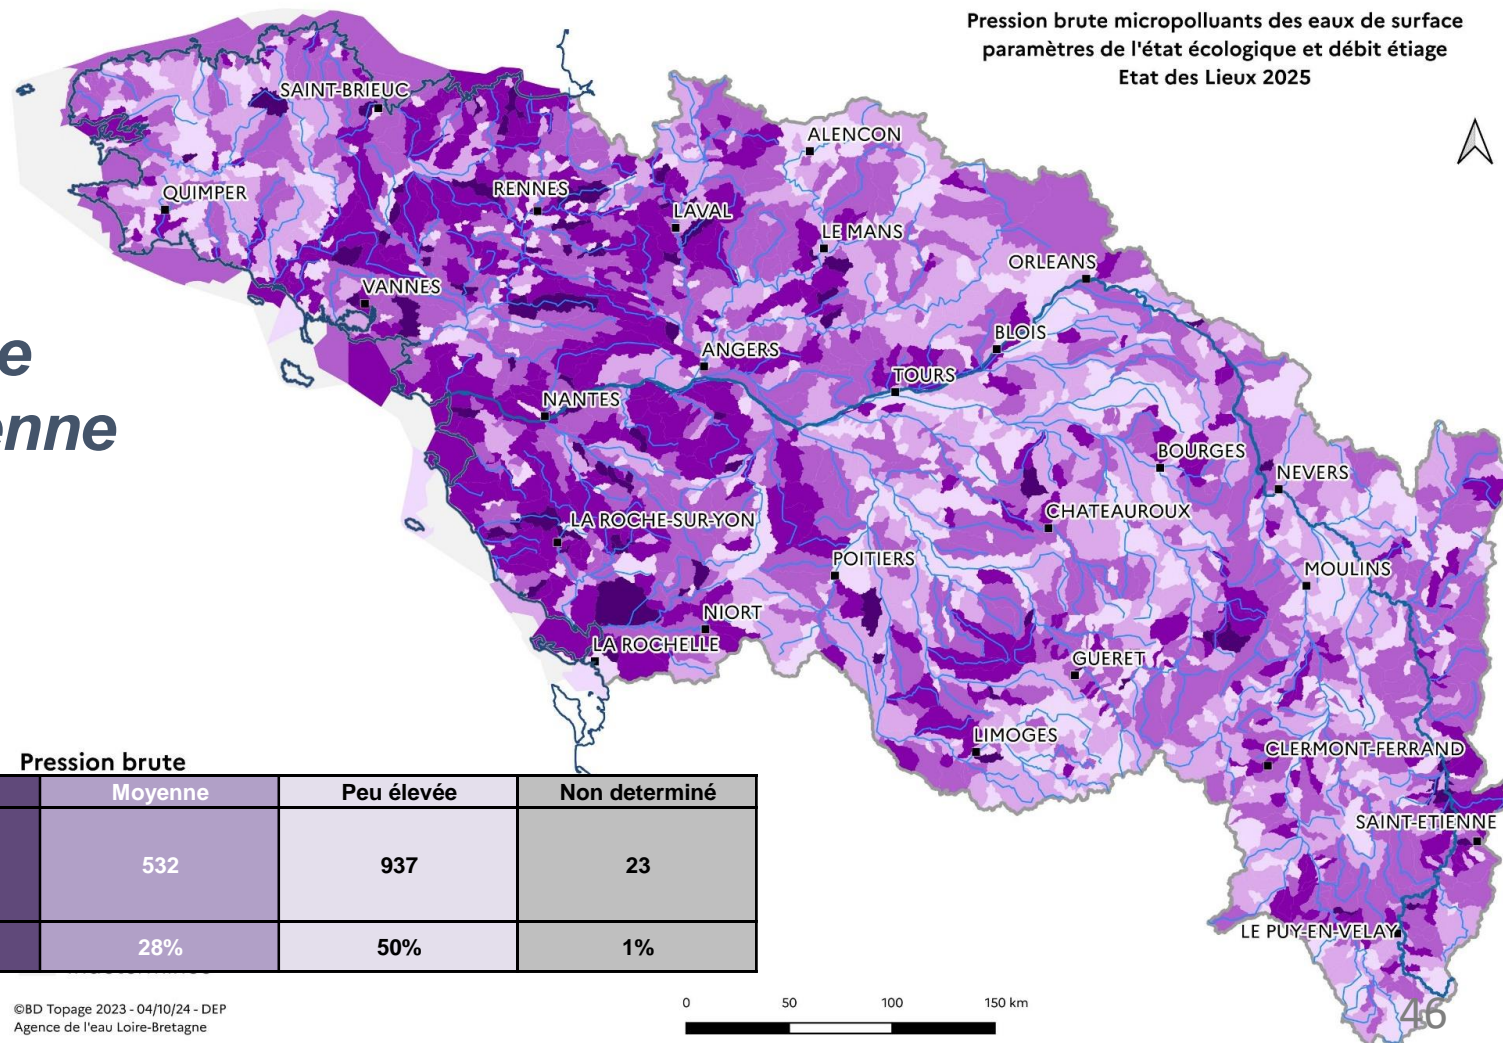 Pression brute micropolluants des eaux de surface
paramètres de l'état écologique et débit étiage
Etat des Lieux 2025
SAINT-BRIEUC
ALENCON
QUIMPER
RENNES
LAVAL
LE MANS
ORLEANS
VANNES
BLOIS
ANGERS
TOURS
NANTES
BOURGES
NEVERS
LA ROCHE-SUR-YON
CHATEAUROUX
POITIERS
MOULINS
NIORT
LA ROCHELLE
GUERET
LIMOGES
CLERMONT-FERRAND
SAINT-ETIENNE
LE PUY-EN-VELAY
Pression brute
Moyenne Peu élevée Non determiné
532 937 23
28% 50% 1%
©BD Topage 2023 - 04/10/24 - DEP
Agence de l'eau Loire-Bretagne
0 50 100 150 km
46